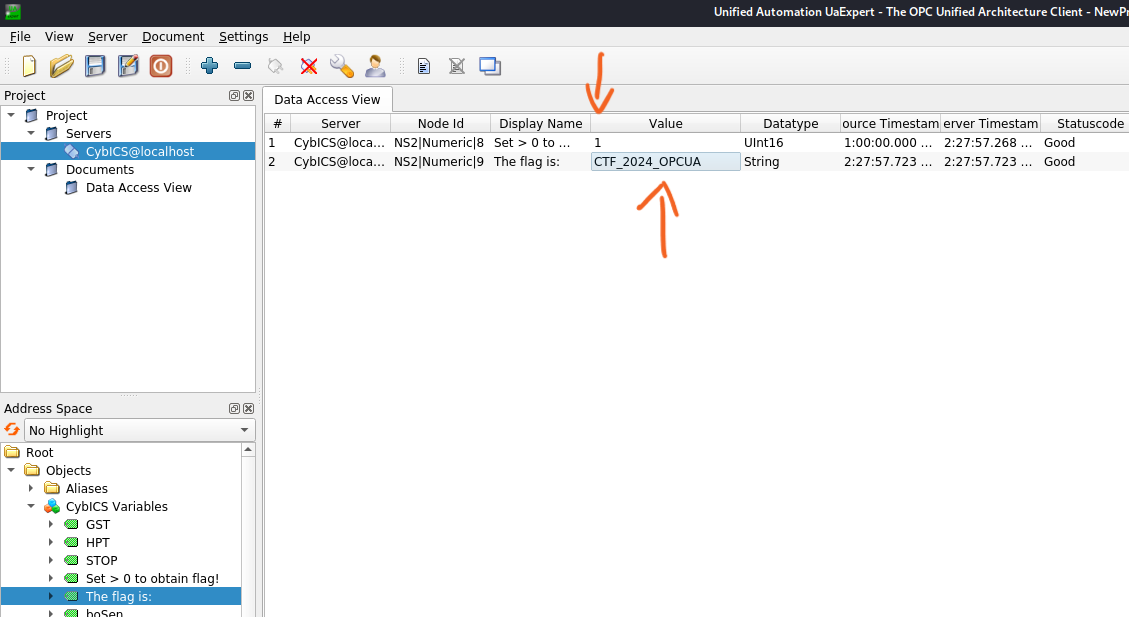 Unified Automation UaExpert - The OPC Unified Architecture Client - NewPr
File View Server Document Settings Help
Project
Project
Servers
CybICS@localhost
Documents
Data Access View
Address Space
No Highlight
Root
Objects
Aliases
CybICS Variables
GST
HPT
STOP
Set > 0 to obtain flag!
The flag is:
boSen
Data Access View
# Server Node Id Display Name Value Datatype ource Timestam erver Timestam Statuscode
1 CybICS@loca... NS2|Numeric|8 Set > 0 to ... 1 UInt16 1:00:00.000 ... 2:27:57.268 ... Good
2 CybICS@loca... NS2|Numeric|9 The flag is: CTF_2024_OPCUA String 2:27:57.723 ... 2:27:57.723 ... Good